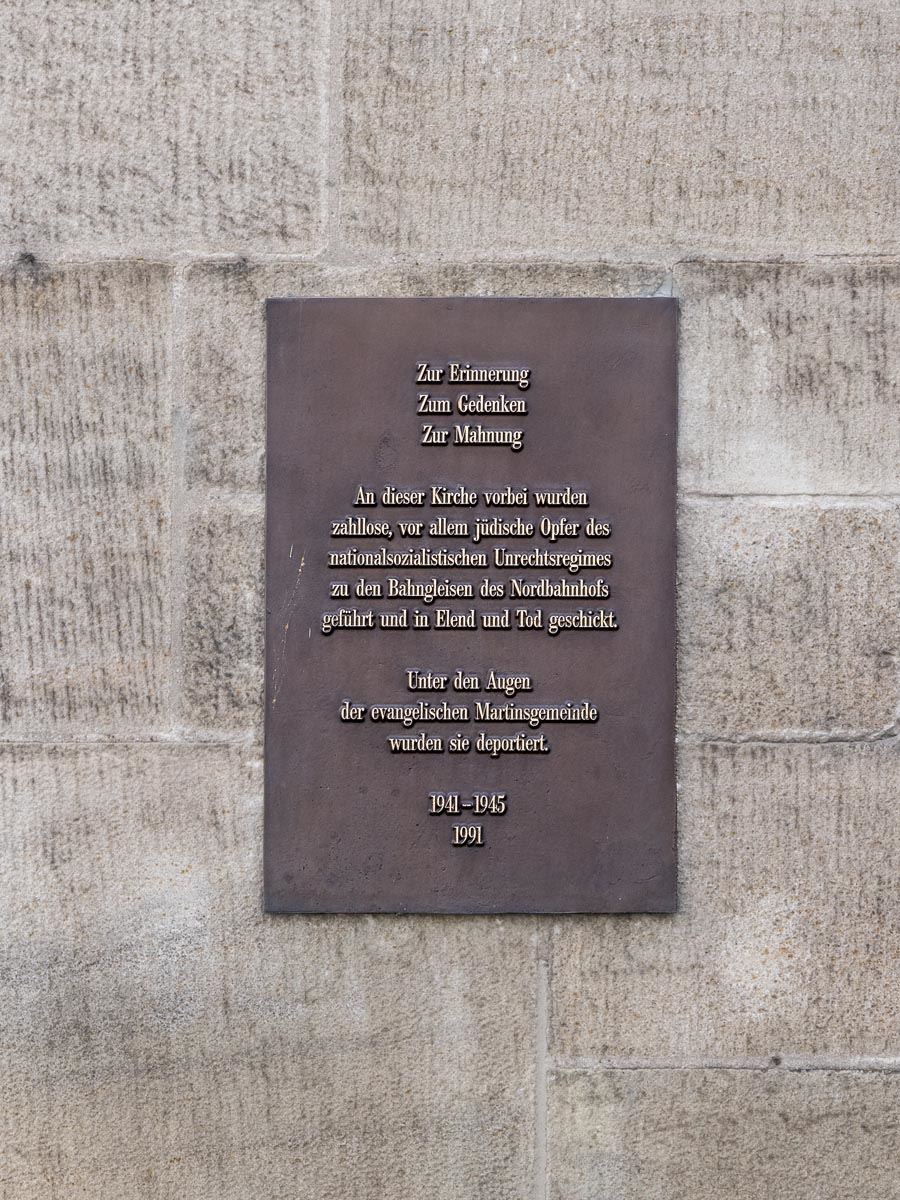 Zur Erinnerung
Zum Gedenken
Zur Mahnung
An dieser Kirche vorbei wurden
zahllose, vor allem jüdische Opfer des
nationalsozialistischen Unrechtsregimes
zu den Bahngleisen des Nordbahnhofs
geführt und in Elend und Tod geschickt.
Unter den Augen
der evangelischen Martinsgemeinde
wurden sie deportiert.
1941 – 1945
1991